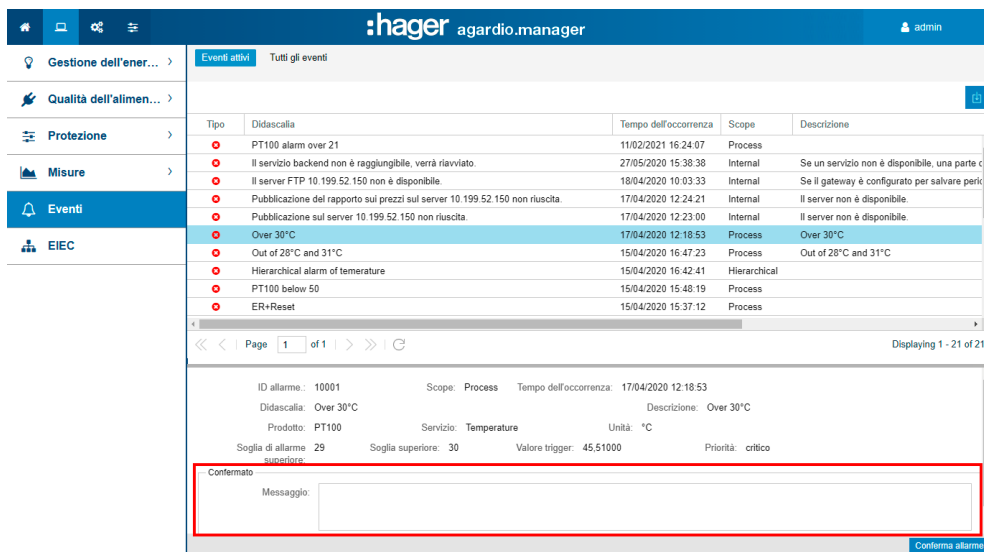 :hager agardio.manager
admin
Gestione dell'ener...
Qualità dell'alimen...
Protezione
Misure
Eventi
EIEC
Eventi attivi Tutti gli eventi
Tipo Didascalia Tempo dell'occorrenza Scope Descrizione
PT100 alarm over 21 11/02/2021 16:24:07 Process
Il servizio backend non è raggiungibile, verrà riavviato. 27/05/2020 15:38:38 Internal Se un servizio non è disponibile, una parte
Il server FTP 10.199.52.150 non è disponibile. 18/04/2020 10:03:33 Internal Se il gateway è configurato per salvare
Pubblicazione del rapporto sui prezzi sul server 10.199.52.150 non riuscita. 17/04/2020 12:24:21 Internal Il server non è disponibile.
Pubblicazione sul server 10.199.52.150 non riuscita. 17/04/2020 12:23:00 Internal Il server non è disponibile.
Over 30°C 17/04/2020 12:18:53 Process Over 30°C
Out of 28°C and 31°C 15/04/2020 16:47:23 Process Out of 28°C and 31°C
Hierarchical alarm of temerature 15/04/2020 16:42:41 Hierarchical
PT100 below 50 15/04/2020 15:48:19 Process
ER+Reset 15/04/2020 15:37:12 Process
Page 1 of 1 Displaying 1 - 21 of 21
ID allarme.: 10001 Scope: Process Tempo dell'occorrenza: 17/04/2020 12:18:53
Didascalia: Over 30°C Descrizione: Over 30°C
Prodotto: PT100 Servizio: Temperature Unità: °C
Soglia di allarme superiore: 29 Soglia superiore: 30 Valore trigger: 45,51000 Priorità: critico
Confermato
Messaggio:
Conferma allarme